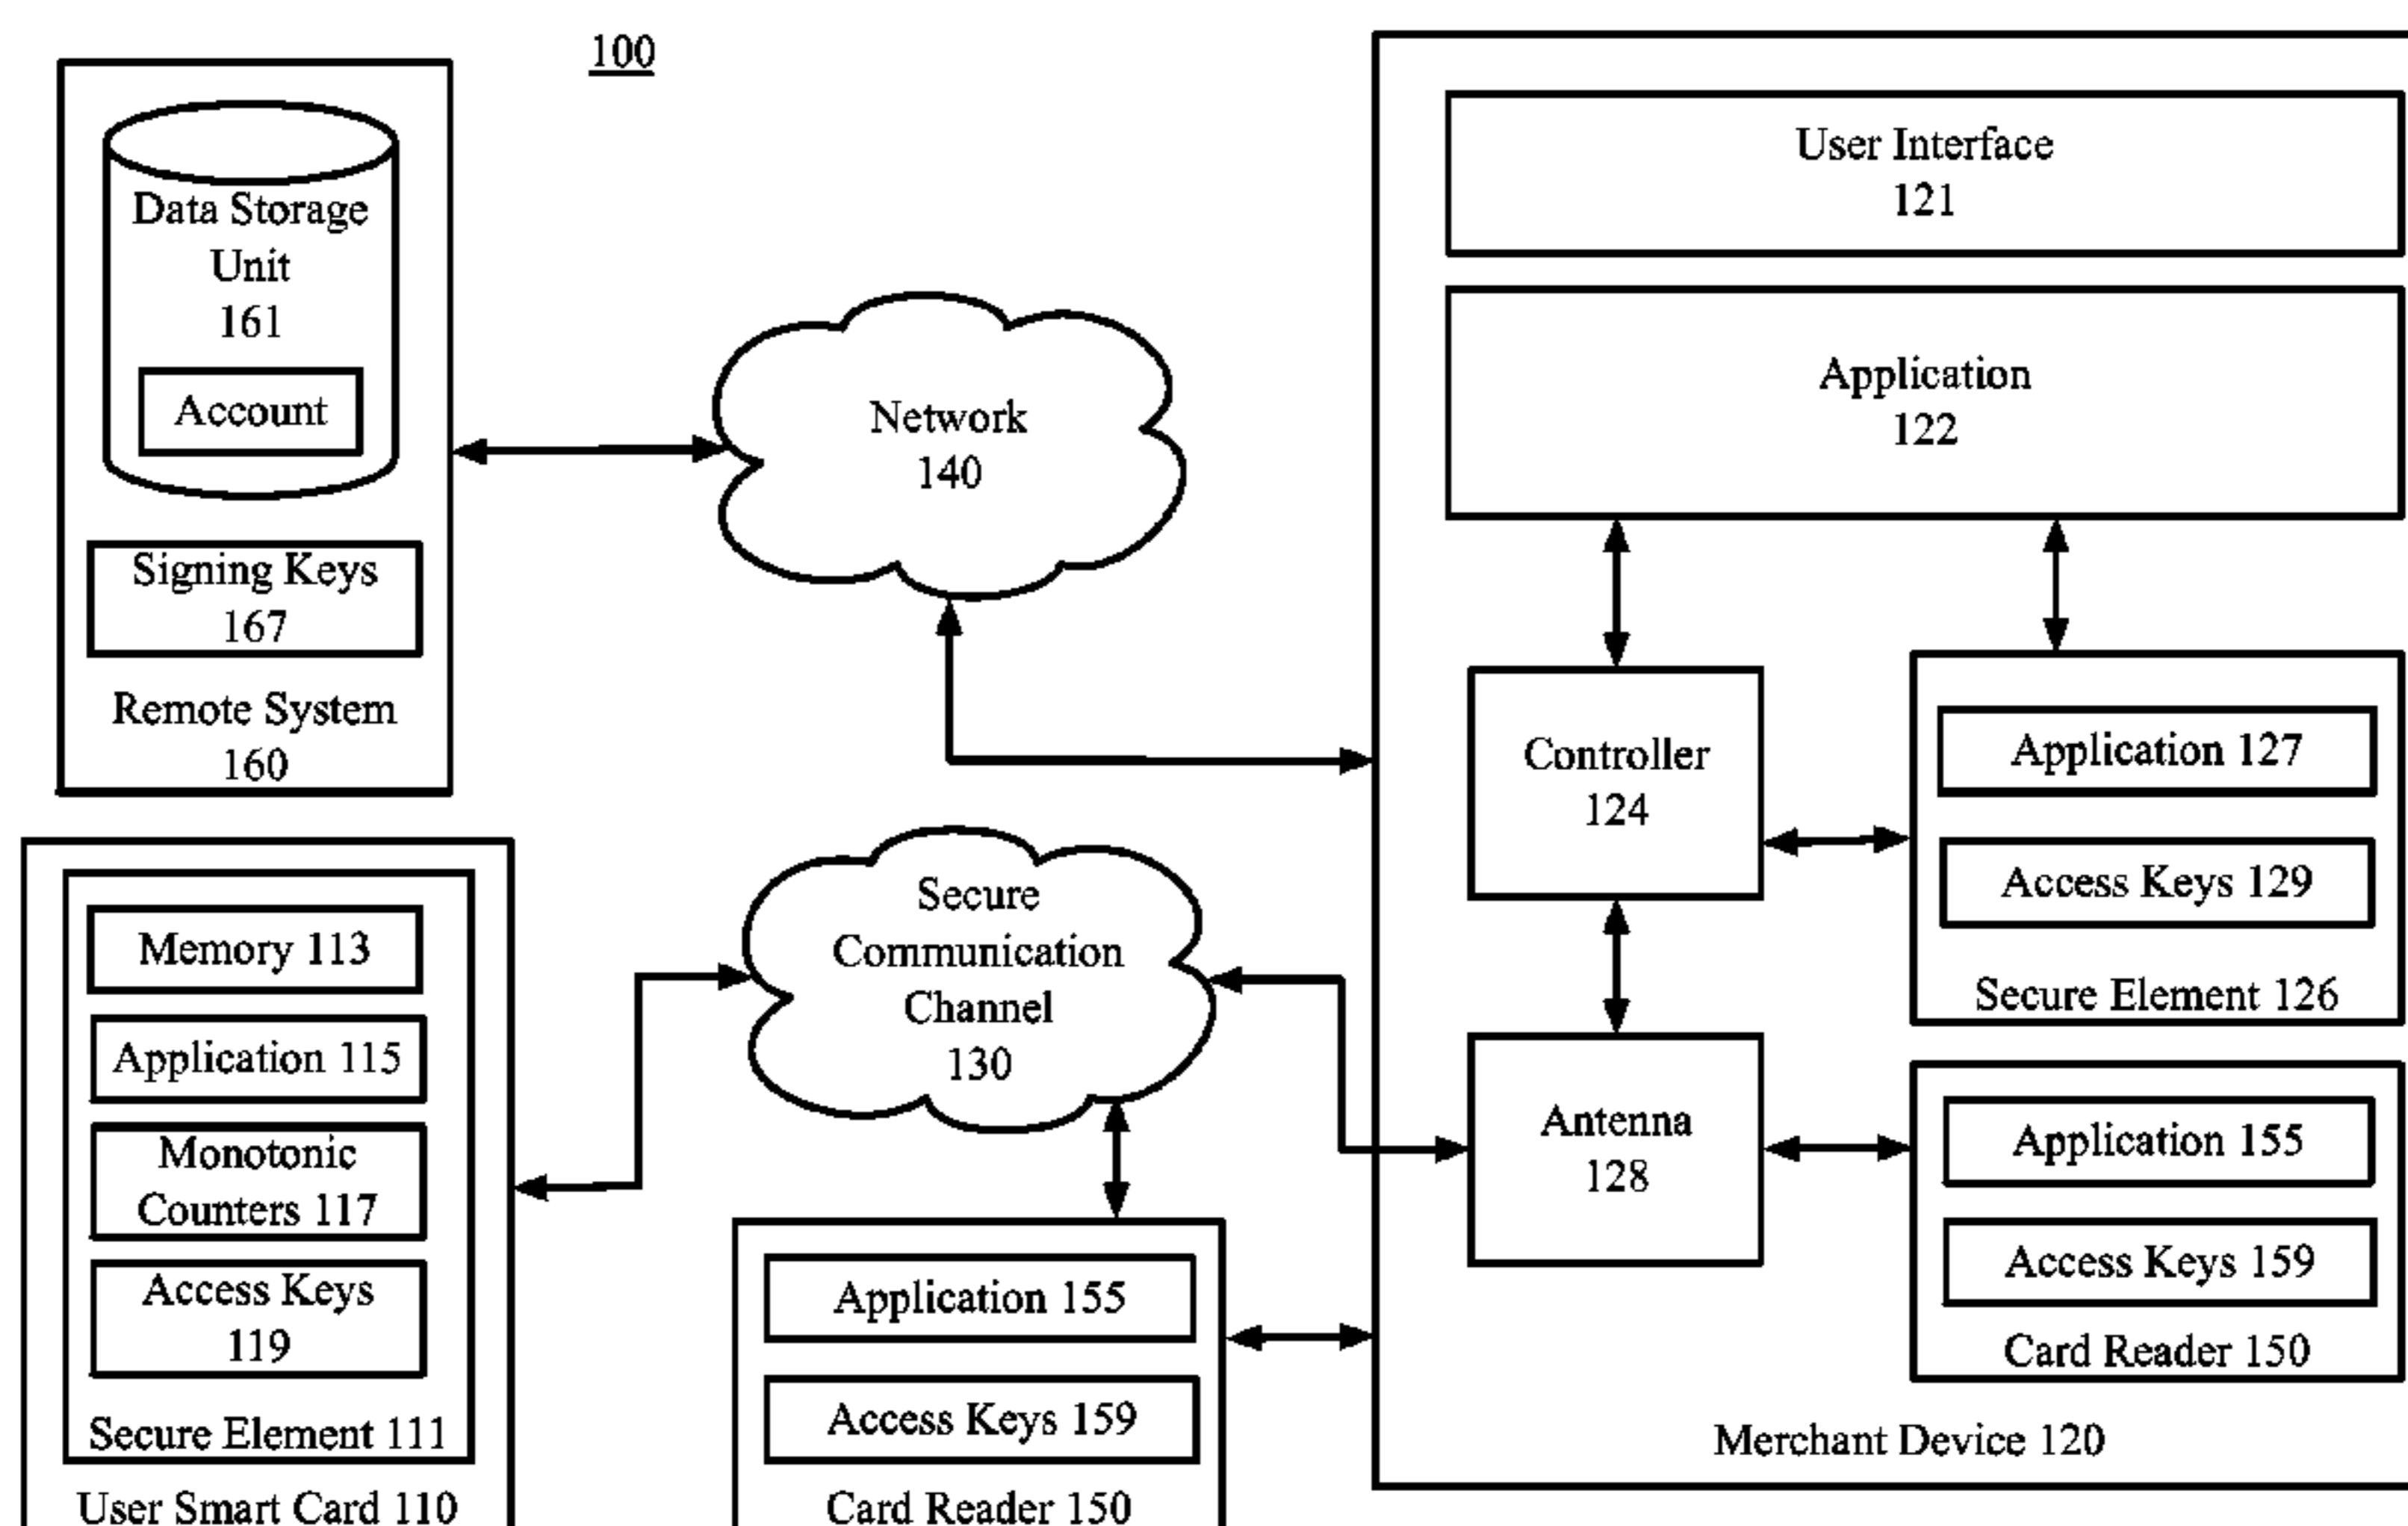 100
Data Storage
Unit
161
Account
Signing Keys
167
Remote System
160
Network
140
User Interface
121
Application
122
Controller
124
Application 127
Access Keys 129
Secure Element 126
Memory 113
Application 115
Monotonic
Counters 117
Access Keys
119
Secure Element 111
User Smart Card 110
Secure
Communication
Channel
130
Application 155
Access Keys 159
Card Reader 150
Antenna
128
Application 155
Access Keys 159
Card Reader 150
Merchant Device 120